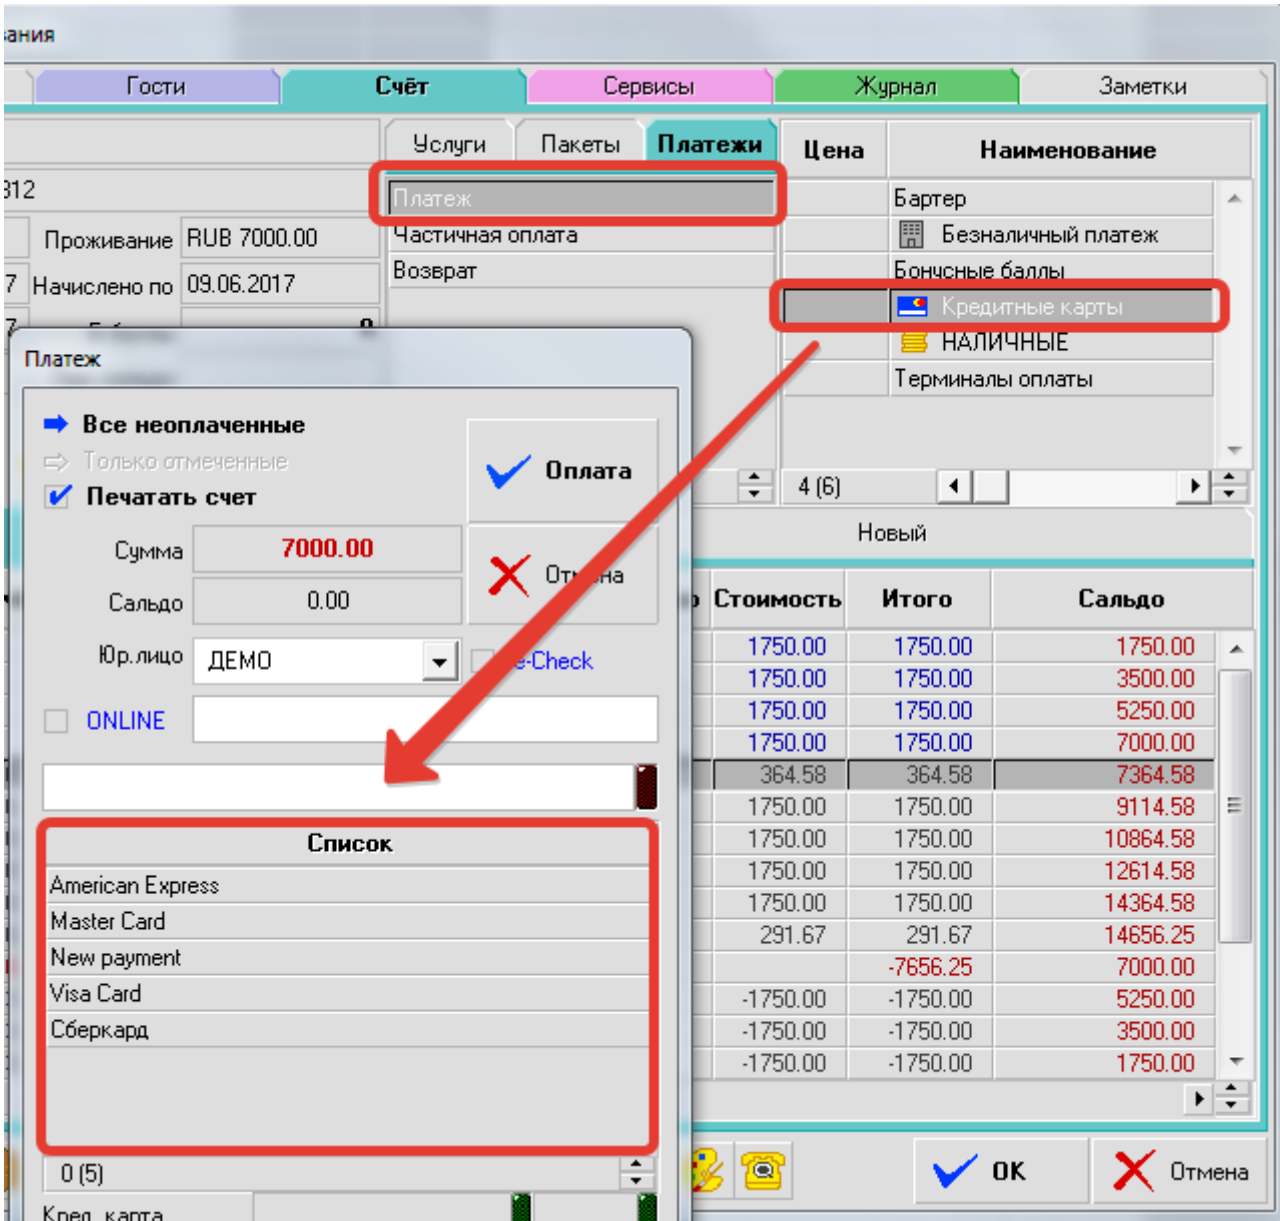 вания
Гости Счёт Сервисы Журнал Заметки
Услуги Пакеты Платежи Цена Наименование
312
Платеж
Частичная оплата
Возврат
Бартер
Безналичный платеж
Бонусные баллы
Кредитные карты
НАЛИЧНЫЕ
Терминалы оплаты
Проживание RUB 7000.00
7 Начислено по 09.06.2017
4 (6)
Новый
Платеж
Все неоплаченные
Только отмеченные
Печатать счет
Оплата
Отмена
Сумма 7000.00
Сальдо 0.00
Юр.лицо ДЕМО e-Check
ONLINE
Список
American Express
Master Card
New payment
Visa Card
Сберкард
0 (5)
Кред. карта
Стоимость Итого Сальдо
1750.00 1750.00 1750.00
1750.00 1750.00 3500.00
1750.00 1750.00 5250.00
1750.00 1750.00 7000.00
364.58 364.58 7364.58
1750.00 1750.00 9114.58
1750.00 1750.00 10864.58
1750.00 1750.00 12614.58
1750.00 1750.00 14364.58
291.67 291.67 14656.25
-7656.25 7000.00
-1750.00 -1750.00 5250.00
-1750.00 -1750.00 3500.00
-1750.00 -1750.00 1750.00
OK Отмена